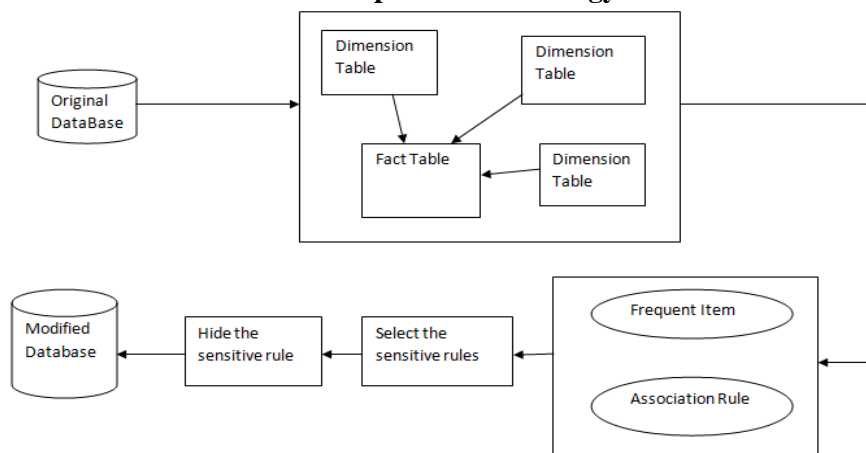 Dimension
Table
Dimension
Table
Original
DataBase
Fact Table
Dimension
Table
Frequent Item
Modified
Database
Hide the
sensitive rule
Select the
sensitive rules
Association Rule